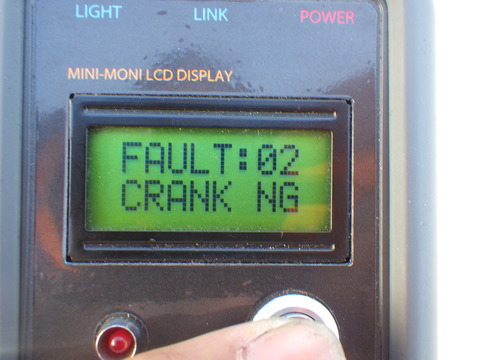 LIGHT LINK POWER
MINI-MONI LCD DISPLAY
FAULT:02
CRANK NG